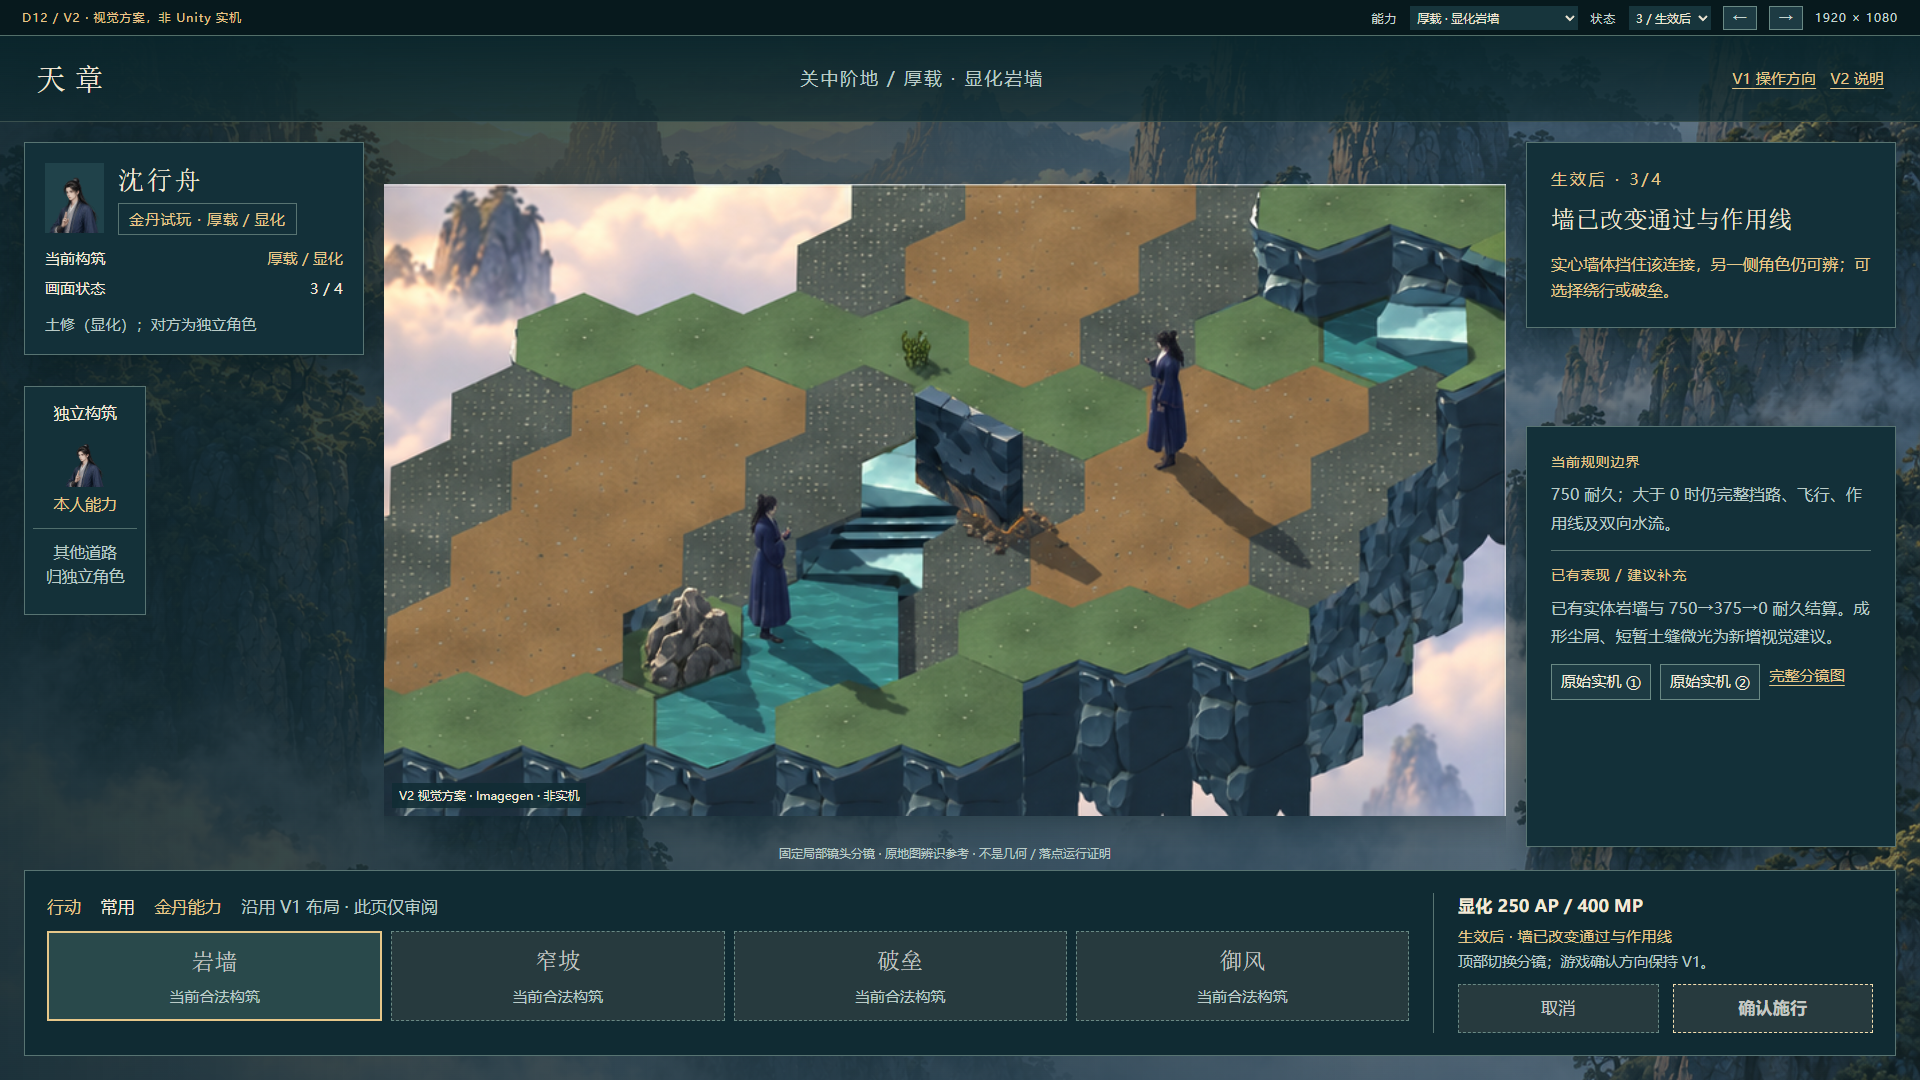 D12 / V2 · 视觉方案，非 Unity 实机
能力 厚载 · 显化岩墙 状态 3 / 生效后 ← → 1920 × 1080
天章
关中阶地 / 厚载 · 显化岩墙
V1 操作方向 V2 说明
沈行舟
金丹试玩 · 厚载 / 显化
当前构筑 厚载 / 显化
画面状态 3 / 4
土修（显化）；对方为独立角色
独立构筑
本人能力
其他道路
归独立角色
V2 视觉方案 · Imagegen · 非实机
固定局部镜头分镜 · 原地图辨识参考 · 不是几何 / 落点运行证明
生效后 · 3/4
墙已改变通过与作用线
实心墙体挡住该连接，另一侧角色仍可辨；可
选择绕行或破垒。
当前规则边界
750 耐久；大于 0 时仍完整挡路、飞行、作
用线及双向水流。
已有表现 / 建议补充
已有实体岩墙与 750→375→0 耐久结算。成
形尘屑、短暂土缝微光为新增视觉建议。
原始实机 ① 原始实机 ② 完整分镜图
行动 常用 金丹能力 沿用 V1 布局 · 此页仅审阅
岩墙
当前合法构筑
窄坡
当前合法构筑
破垒
当前合法构筑
御风
当前合法构筑
显化 250 AP / 400 MP
生效后 · 墙已改变通过与作用线
顶部切换分镜；游戏确认方向保持 V1。
取消 确认施行